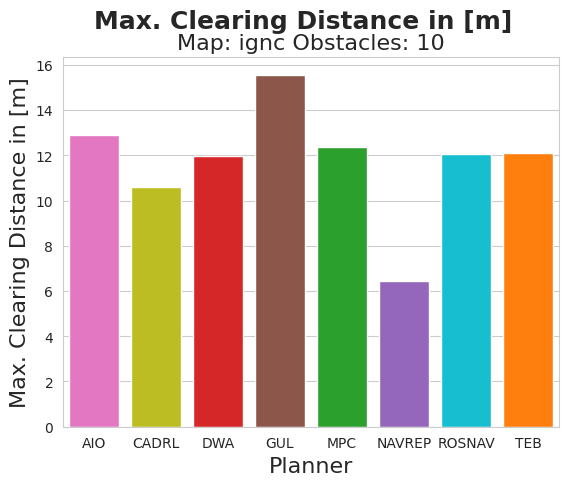 Max. Clearing Distance in [m]
Map: ignc Obstacles: 10
Max. Clearing Distance in [m]
16
14
12
10
8
6
4
2
0
AIO CADRL DWA GUL MPC NAVREP ROSNAV TEB
Planner